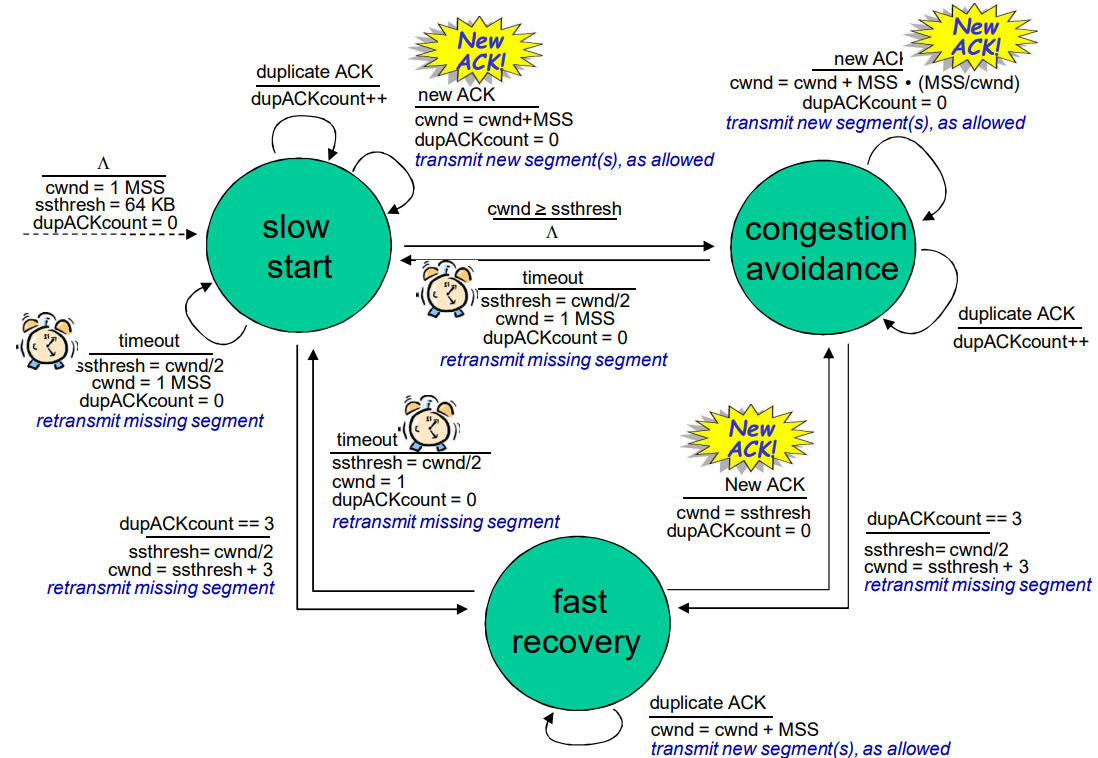 New
ACK!
duplicate ACK
dupACKcount++
new ACK
cwnd = cwnd+MSS
dupACKcount = 0
transmit new segment(s), as allowed
New
ACK!
new ACK
cwnd = cwnd + MSS • (MSS/cwnd)
dupACKcount = 0
transmit new segment(s), as allowed
Λ
cwnd = 1 MSS
ssthresh = 64 KB
dupACKcount = 0
slow
start
cwnd ≥ ssthresh
Λ
congestion
avoidance
timeout
ssthresh = cwnd/2
cwnd = 1 MSS
dupACKcount = 0
retransmit missing segment
duplicate ACK
dupACKcount++
timeout
ssthresh = cwnd/2
cwnd = 1 MSS
dupACKcount = 0
retransmit missing segment
timeout
ssthresh = cwnd/2
cwnd = 1
dupACKcount = 0
retransmit missing segment
New
ACK!
New ACK
cwnd = ssthresh
dupACKcount = 0
dupACKcount == 3
ssthresh= cwnd/2
cwnd = ssthresh + 3
retransmit missing segment
dupACKcount == 3
ssthresh= cwnd/2
cwnd = ssthresh + 3
retransmit missing segment
fast
recovery
duplicate ACK
cwnd = cwnd + MSS
transmit new segment(s), as allowed